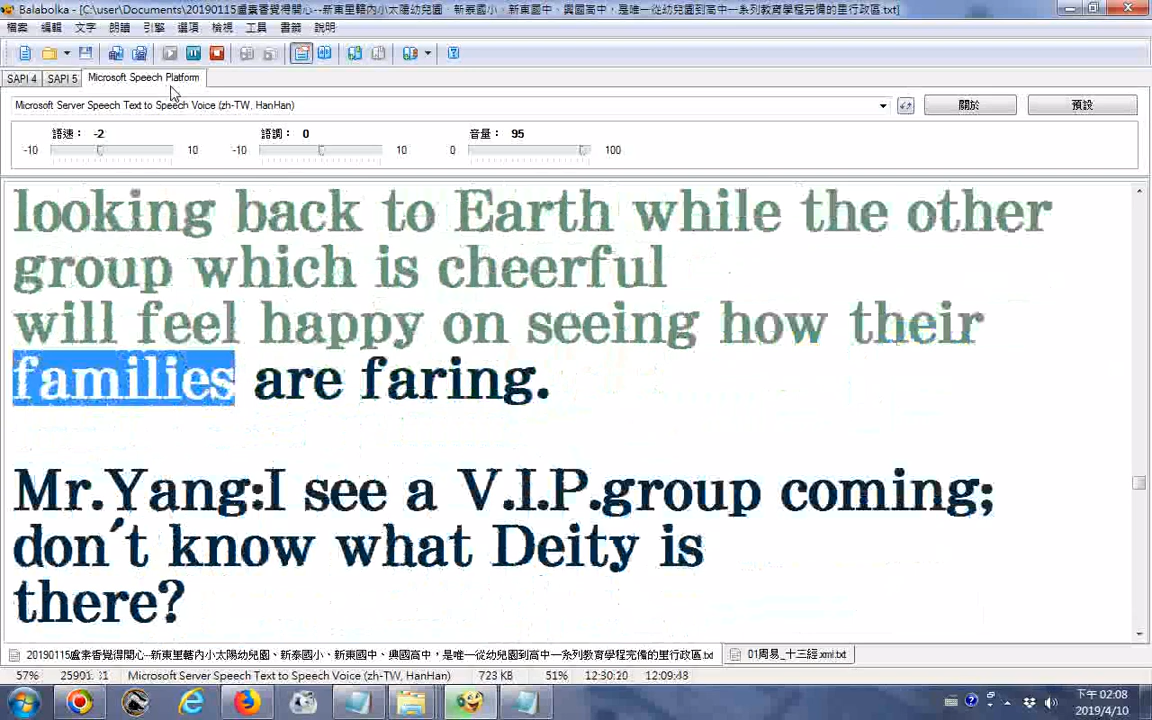 Balabolka - [C:\user\Documents\20190115盧素香覺得開心--新東里轄內小太陽幼兒園、新泰國小、新東國中、興國高中，是唯一從幼兒園到高中一系列教育學程完備的里行政區.txt]
檔案 編輯 文字 朗讀 引擎 選項 檢視 工具 書籤 說明
SAPI 4 SAPI 5 Microsoft Speech Platform
Microsoft Server Speech Text to Speech Voice (zh-TW, HanHan) 關於 預設
語速： -2 語調： 0 音量： 95
-10 10 -10 10 0 100
looking back to Earth while the other
group which is cheerful
will feel happy on seeing how their
families are faring.
Mr.Yang:I see a V.I.P.group coming;
don't know what Deity is
there?
20190115盧素香覺得開心--新東里轄內小太陽幼兒園、新泰國小、新東國中、興國高中，是唯一從幼兒園到高中一系列教育學程完備的里行政區.txt 01周易_十三經.xml.txt
57% Microsoft Server Speech Text to Speech Voice (zh-TW, HanHan) 723 KB 51% 12:30:20 12:09:48
下午 02:08
2019/4/10